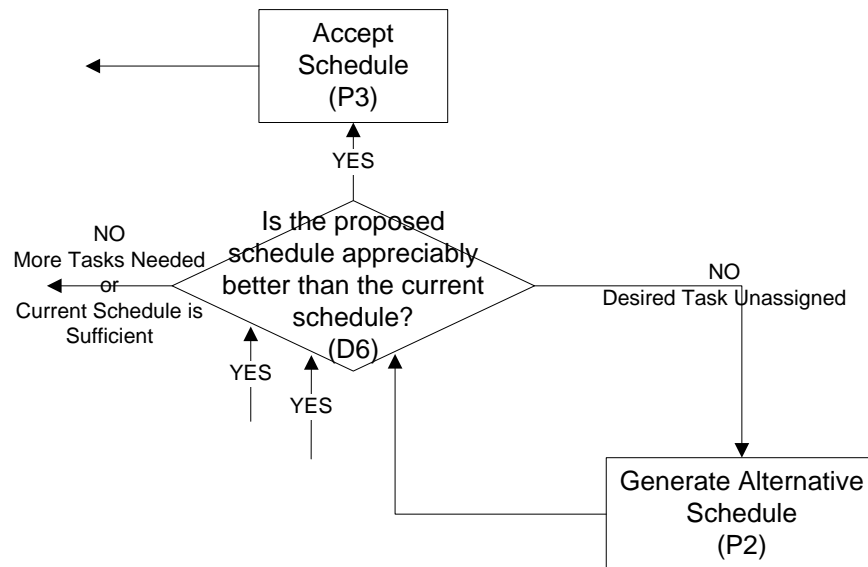 Accept
Schedule
(P3)
YES
Is the proposed
schedule appreciably
better than the current
schedule?
(D6)
NO
More Tasks Needed
or
Current Schedule is
Sufficient
NO
Desired Task Unassigned
YES
YES
Generate Alternative
Schedule
(P2)